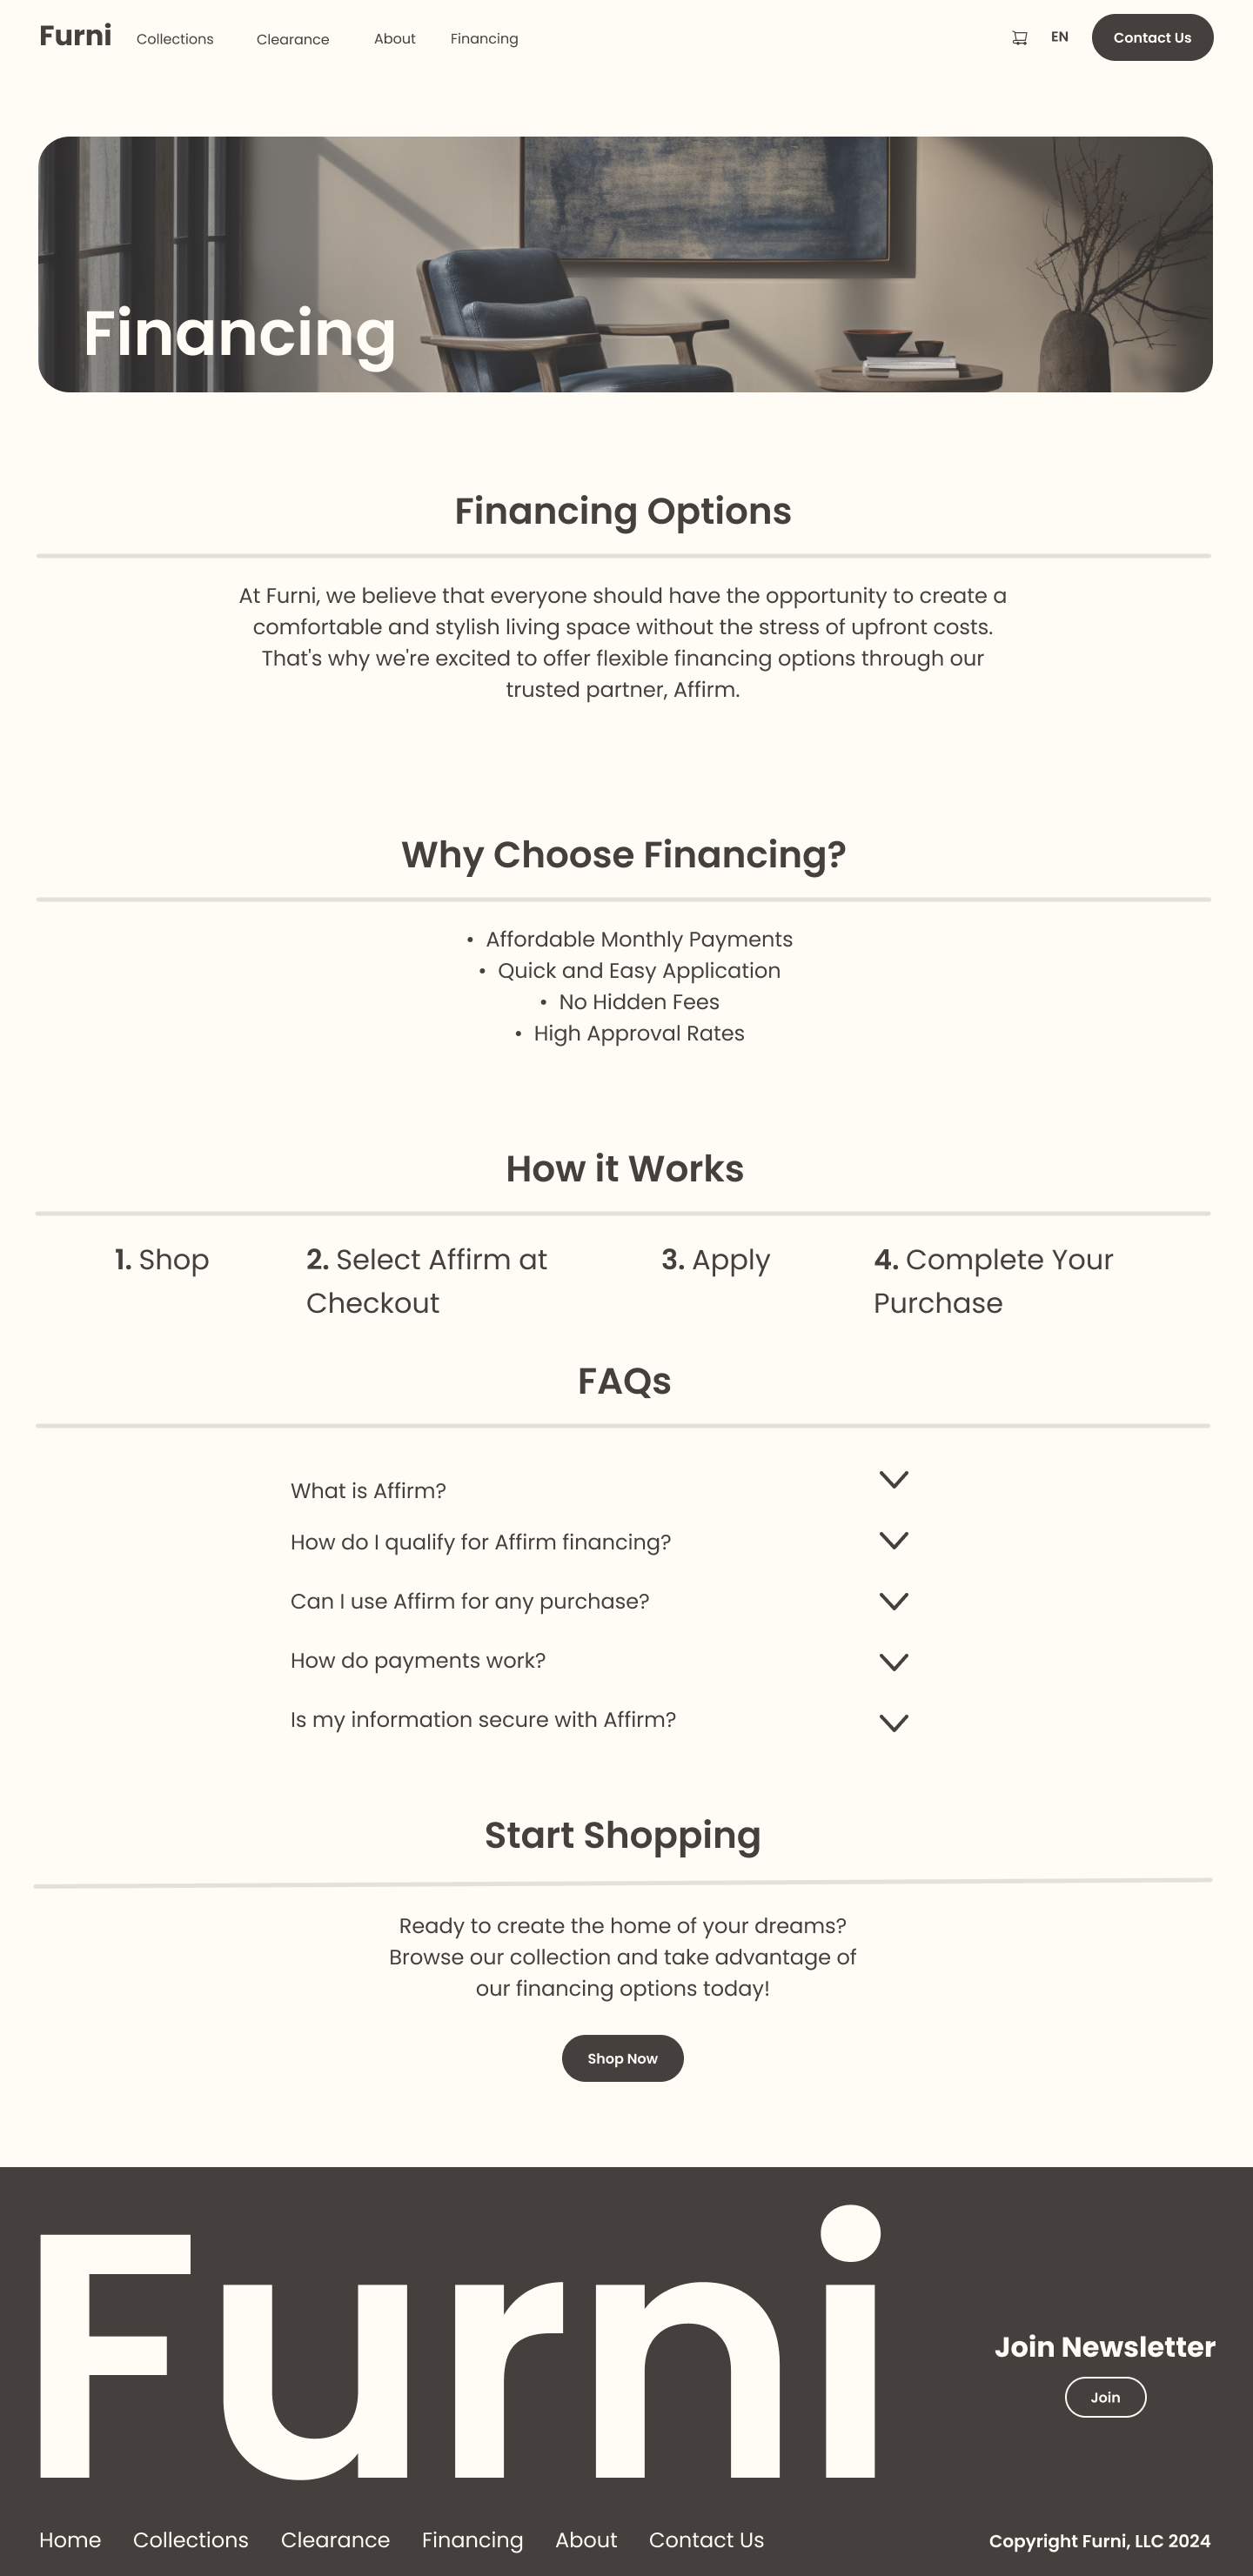 Furni Collections Clearance About Financing EN Contact Us
Financing
Financing Options
At Furni, we believe that everyone should have the opportunity to create a
comfortable and stylish living space without the stress of upfront costs.
That's why we're excited to offer flexible financing options through our
trusted partner, Affirm.
Why Choose Financing?
• Affordable Monthly Payments
• Quick and Easy Application
• No Hidden Fees
• High Approval Rates
How it Works
1. Shop
2. Select Affirm at
Checkout
3. Apply
4. Complete Your
Purchase
FAQs
What is Affirm?
How do I qualify for Affirm financing?
Can I use Affirm for any purchase?
How do payments work?
Is my information secure with Affirm?
Start Shopping
Ready to create the home of your dreams?
Browse our collection and take advantage of
our financing options today!
Shop Now
Furni
Join Newsletter
Join
Home Collections Clearance Financing About Contact Us Copyright Furni, LLC 2024